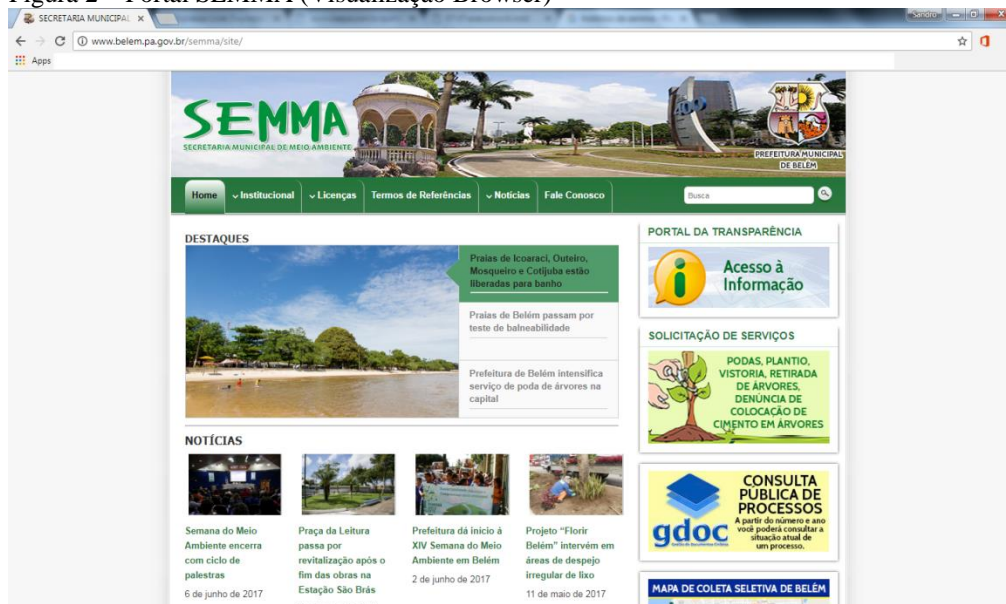 Figura 2 – Portal SEMMA (Visualização Browser)
SECRETARIA MUNICIPAL
Sandro
www.belem.pa.gov.br/semma/site/
Apps
SEMMA
SECRETARIA MUNICIPAL DE MEIO AMBIENTE
PREFEITURA MUNICIPAL
DE BELÉM
Home Institucional Licenças Termos de Referências Notícias Fale Conosco Busca
DESTAQUES
Praias de Icoaraci, Outeiro,
Mosqueiro e Cotijuba estão
liberadas para banho
Praias de Belém passam por
teste de balneabilidade
Prefeitura de Belém intensifica
serviço de poda de árvores na
capital
NOTÍCIAS
Semana do Meio
Ambiente encerra
com ciclo de
palestras
6 de junho de 2017
Praça da Leitura
passa por
revitalização após o
fim das obras na
Estação São Brás
Prefeitura dá inicio á
XIV Semana do Meio
Ambiente em Belém
2 de junho de 2017
Projeto "Florir
Belém" intervém em
áreas de despejo
irregular de lixo
11 de maio de 2017
PORTAL DA TRANSPARÊNCIA
Acesso à
Informação
SOLICITAÇÃO DE SERVIÇOS
PODAS, PLANTIO,
VISTORIA, RETIRADA
DE ÁRVORES,
DENÚNCIA DE
COLOCAÇÃO DE
CIMENTO EM ÁRVORES
gdoc
CONSULTA
PÚBLICA DE
PROCESSOS
A partir do número e ano
você poderá consultar a
situação atual de
um processo.
MAPA DE COLETA SELETIVA DE BELÉM